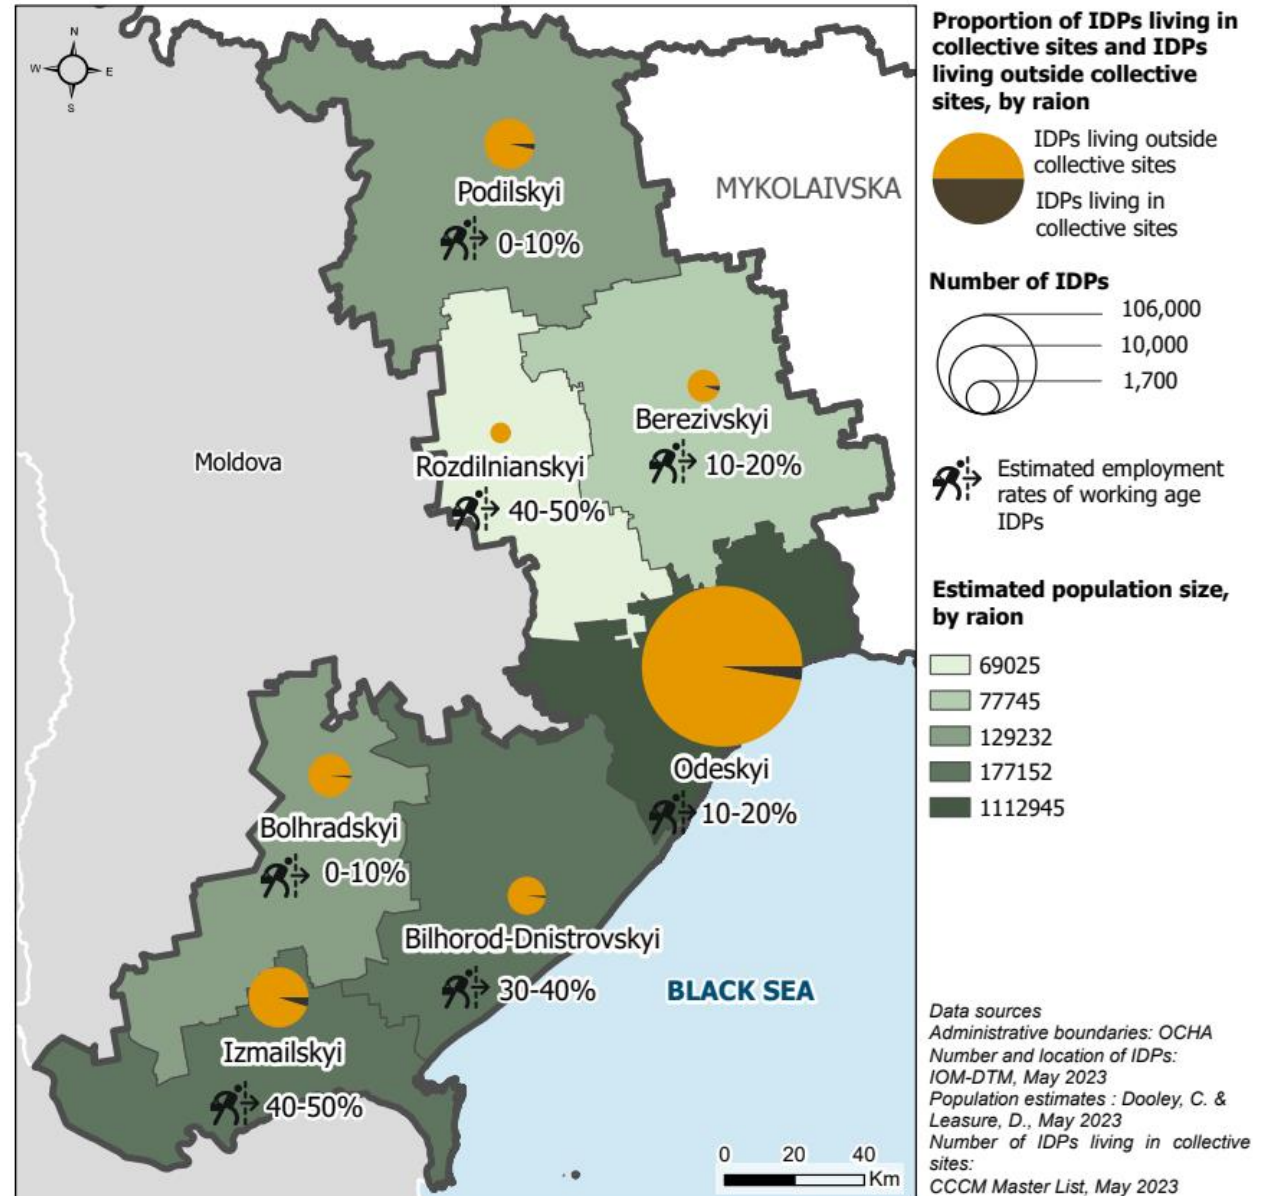 N
W E
S
Podilskyi
0-10%
MYKOLAIVSKA
Berezivskyi
10-20%
Moldova
Rozdilnianskyi
40-50%
Odeskyi
10-20%
Bolhradskyi
0-10%
Bilhorod-Dnistrovskyi
30-40%
BLACK SEA
Izmailskyi
40-50%
0 20 40
Km
Proportion of IDPs living in
collective sites and IDPs
living outside collective
sites, by raion
IDPs living outside
collective sites
IDPs living in
collective sites
Number of IDPs
106,000
10,000
1,700
Estimated employment
rates of working age
IDPs
Estimated population size,
by raion
69025
77745
129232
177152
1112945
Data sources
Administrative boundaries: OCHA
Number and location of IDPs:
IOM-DTM, May 2023
Population estimates : Dooley, C. &
Leasure, D., May 2023
Number of IDPs living in collective
sites:
CCCM Master List, May 2023